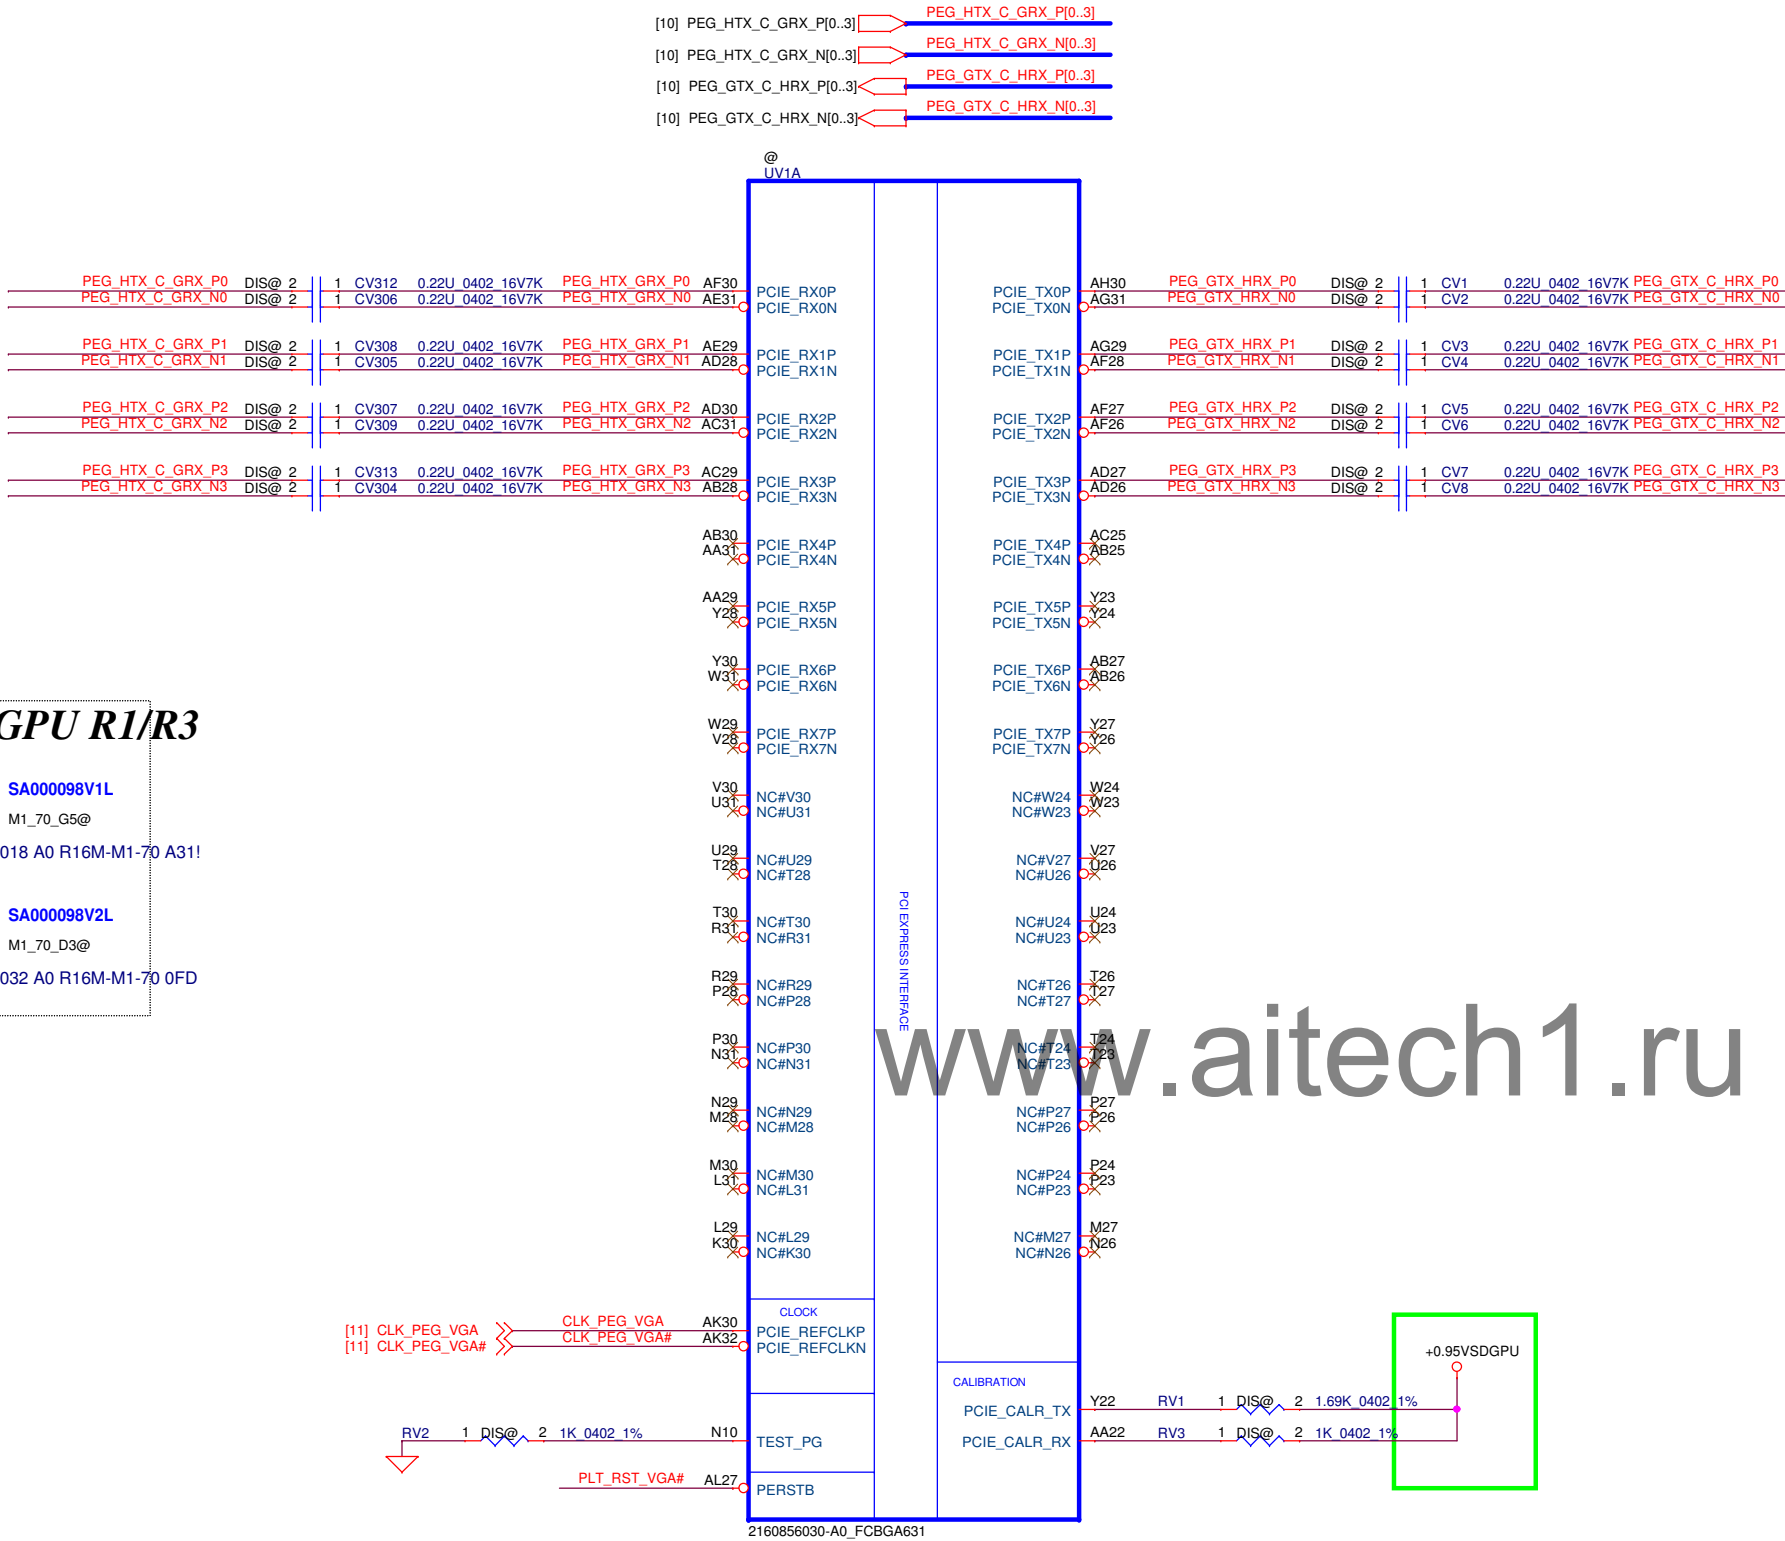 [10] PEG_HTX_C_GRX_P[0..3] PEG_HTX_C_GRX_P[0..3]
[10] PEG_HTX_C_GRX_N[0..3] PEG_HTX_C_GRX_N[0..3]
[10] PEG_GTX_C_HRX_P[0..3] PEG_GTX_C_HRX_P[0..3]
[10] PEG_GTX_C_HRX_N[0..3] PEG_GTX_C_HRX_N[0..3]
@
UV1A
PEG_HTX_C_GRX_P0 DIS@ 2 1 CV312 0.22U_0402_16V7K PEG_HTX_GRX_P0 AF30 PCIE_RX0P PCIE_TX0P AH30 PEG_GTX_HRX_P0 DIS@ 2 1 CV1 0.22U_0402_16V7K PEG_GTX_C_HRX_P0
PEG_HTX_C_GRX_N0 DIS@ 2 1 CV306 0.22U_0402_16V7K PEG_HTX_GRX_N0 AE31 PCIE_RX0N PCIE_TX0N AG31 PEG_GTX_HRX_N0 DIS@ 2 1 CV2 0.22U_0402_16V7K PEG_GTX_C_HRX_N0
PEG_HTX_C_GRX_P1 DIS@ 2 1 CV308 0.22U_0402_16V7K PEG_HTX_GRX_P1 AE29 PCIE_RX1P PCIE_TX1P AG29 PEG_GTX_HRX_P1 DIS@ 2 1 CV3 0.22U_0402_16V7K PEG_GTX_C_HRX_P1
PEG_HTX_C_GRX_N1 DIS@ 2 1 CV305 0.22U_0402_16V7K PEG_HTX_GRX_N1 AD28 PCIE_RX1N PCIE_TX1N AF28 PEG_GTX_HRX_N1 DIS@ 2 1 CV4 0.22U_0402_16V7K PEG_GTX_C_HRX_N1
PEG_HTX_C_GRX_P2 DIS@ 2 1 CV307 0.22U_0402_16V7K PEG_HTX_GRX_P2 AD30 PCIE_RX2P PCIE_TX2P AF27 PEG_GTX_HRX_P2 DIS@ 2 1 CV5 0.22U_0402_16V7K PEG_GTX_C_HRX_P2
PEG_HTX_C_GRX_N2 DIS@ 2 1 CV309 0.22U_0402_16V7K PEG_HTX_GRX_N2 AC31 PCIE_RX2N PCIE_TX2N AF26 PEG_GTX_HRX_N2 DIS@ 2 1 CV6 0.22U_0402_16V7K PEG_GTX_C_HRX_N2
PEG_HTX_C_GRX_P3 DIS@ 2 1 CV313 0.22U_0402_16V7K PEG_HTX_GRX_P3 AC29 PCIE_RX3P PCIE_TX3P AD27 PEG_GTX_HRX_P3 DIS@ 2 1 CV7 0.22U_0402_16V7K PEG_GTX_C_HRX_P3
PEG_HTX_C_GRX_N3 DIS@ 2 1 CV304 0.22U_0402_16V7K PEG_HTX_GRX_N3 AB28 PCIE_RX3N PCIE_TX3N AD26 PEG_GTX_HRX_N3 DIS@ 2 1 CV8 0.22U_0402_16V7K PEG_GTX_C_HRX_N3
AB30 PCIE_RX4P PCIE_TX4P AC25
AA31 PCIE_RX4N PCIE_TX4N AB25
AA29 PCIE_RX5P PCIE_TX5P Y23
Y28 PCIE_RX5N PCIE_TX5N Y24
Y30 PCIE_RX6P PCIE_TX6P AB27
W31 PCIE_RX6N PCIE_TX6N AB26
W29 PCIE_RX7P PCIE_TX7P Y27
V28 PCIE_RX7N PCIE_TX7N Y26
GPU R1/R3
SA000098V1L
M1_70_G5@
018 A0 R16M-M1-70 A31!
SA000098V2L
M1_70_D3@
032 A0 R16M-M1-70 0FD
V30 NC#V30 NC#W24 W24
U31 NC#U31 NC#W23 W23
U29 NC#U29 NC#V27 V27
T28 NC#T28 NC#U26 U26
T30 NC#T30 NC#U24 U24
R31 NC#R31 NC#U23 U23
R29 NC#R29 NC#T26 T26
P28 NC#P28 NC#T27 T27
P30 NC#P30 NC#T24 T24
N31 NC#N31 NC#T23 T23
N29 NC#N29 NC#P27 P27
M28 NC#M28 NC#P26 P26
M30 NC#M30 NC#P24 P24
L31 NC#L31 NC#P23 P23
L29 NC#L29 NC#M27 M27
K30 NC#K30 NC#N26 N26
PCI EXPRESS INTERFACE
www.aitech1.ru
CLOCK
[11] CLK_PEG_VGA CLK_PEG_VGA AK30 PCIE_REFCLKP
[11] CLK_PEG_VGA# CLK_PEG_VGA# AK32 PCIE_REFCLKN
+0.95VSDGPU
CALIBRATION
PCIE_CALR_TX Y22 RV1 1 DIS@ 2 1.69K_0402_1%
RV2 1 DIS@ 2 1K_0402_1% N10 TEST_PG PCIE_CALR_RX AA22 RV3 1 DIS@ 2 1K_0402_1%
PLT_RST_VGA# AL27 PERSTB
2160856030-A0_FCBGA631